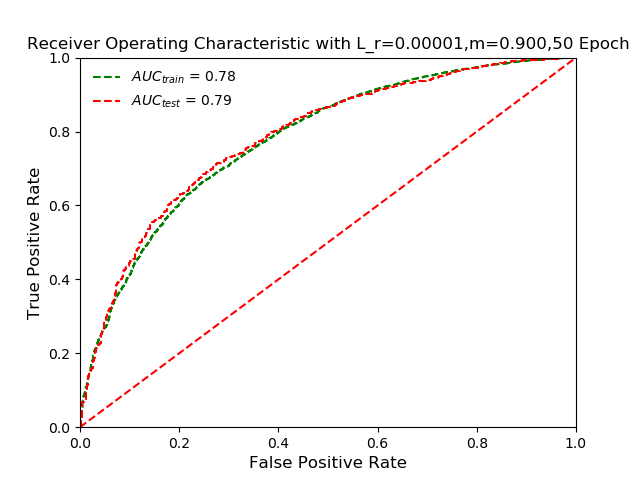 Receiver Operating Characteristic with L_r=0.00001,m=0.900,50 Epoch
AUC_train = 0.78
AUC_test = 0.79
True Positive Rate
1.0
0.8
0.6
0.4
0.2
0.0
0.0 0.2 0.4 0.6 0.8 1.0
False Positive Rate